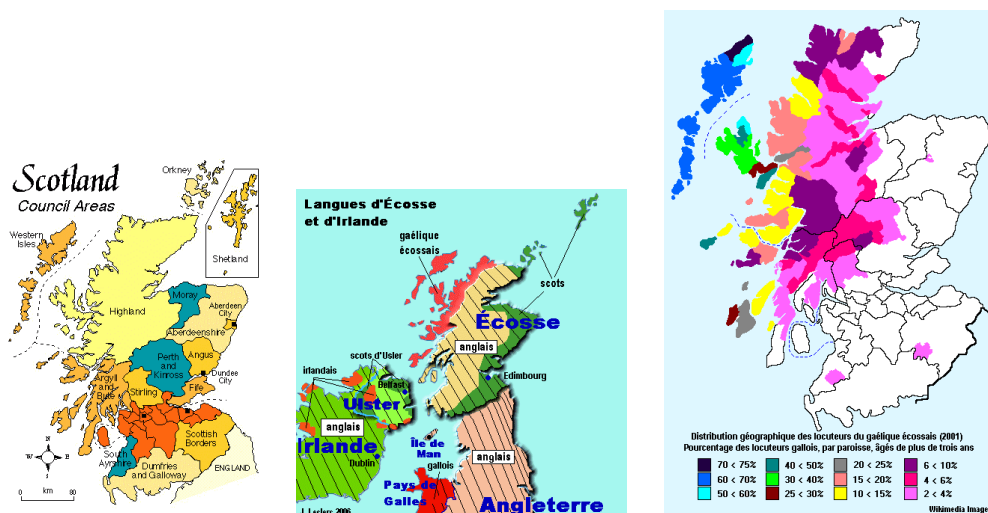 Scotland
Council Areas
Orkney
Shetland
Western
Isles
Highland
Moray
Aberdeen
City
Aberdeenshire
Perth
and
Kinross
Angus
Dundee
City
Argyll
and
Bute
Stirling
Fife
South
Ayrshire
Scottish
Borders
Dumfries
and Galloway
ENGLAND
N
W
E
S
0
km
80
Langues d'Écosse
et d'Irlande
gaélique
écossais
scots
Écosse
anglais
scots d'Usler
irlandais
Belfast
Edimbourg
Ulster
anglais
Île de
Man
Irlande
Dublin
gallois
anglais
Pays de
Galles
Angleterre
J. Leclerc 2006
Distribution géographique des locuteurs du gaélique écossais (2001)
Pourcentage des locuteurs gallois, par paroisse, âgés de plus de trois ans
70 < 75%
40 < 50%
20 < 25%
6 < 10%
60 < 70%
30 < 40%
15 < 20%
4 < 6%
50 < 60%
25 < 30%
10 < 15%
2 < 4%
Wikimedia Image